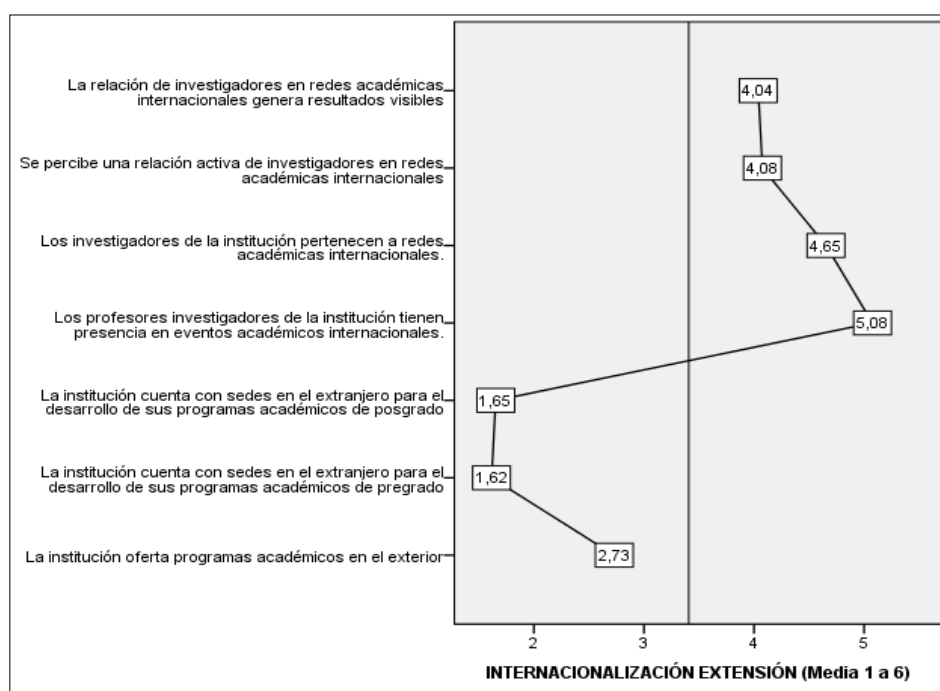 La relación de investigadores en redes académicas
internacionales genera resultados visibles
4,04
Se percibe una relación activa de investigadores en redes
académicas internacionales
4,08
Los investigadores de la institución pertenecen a redes
académicas internacionales.
4,65
Los profesores investigadores de la institución tienen
presencia en eventos académicos internacionales.
5,08
La institución cuenta con sedes en el extranjero para el
desarrollo de sus programas académicos de posgrado
1,65
La institución cuenta con sedes en el extranjero para el
desarrollo de sus programas académicos de pregrado
1,62
La institución oferta programas académicos en el exterior
2,73
2 3 4 5
INTERNACIONALIZACIÓN EXTENSIÓN (Media 1 a 6)